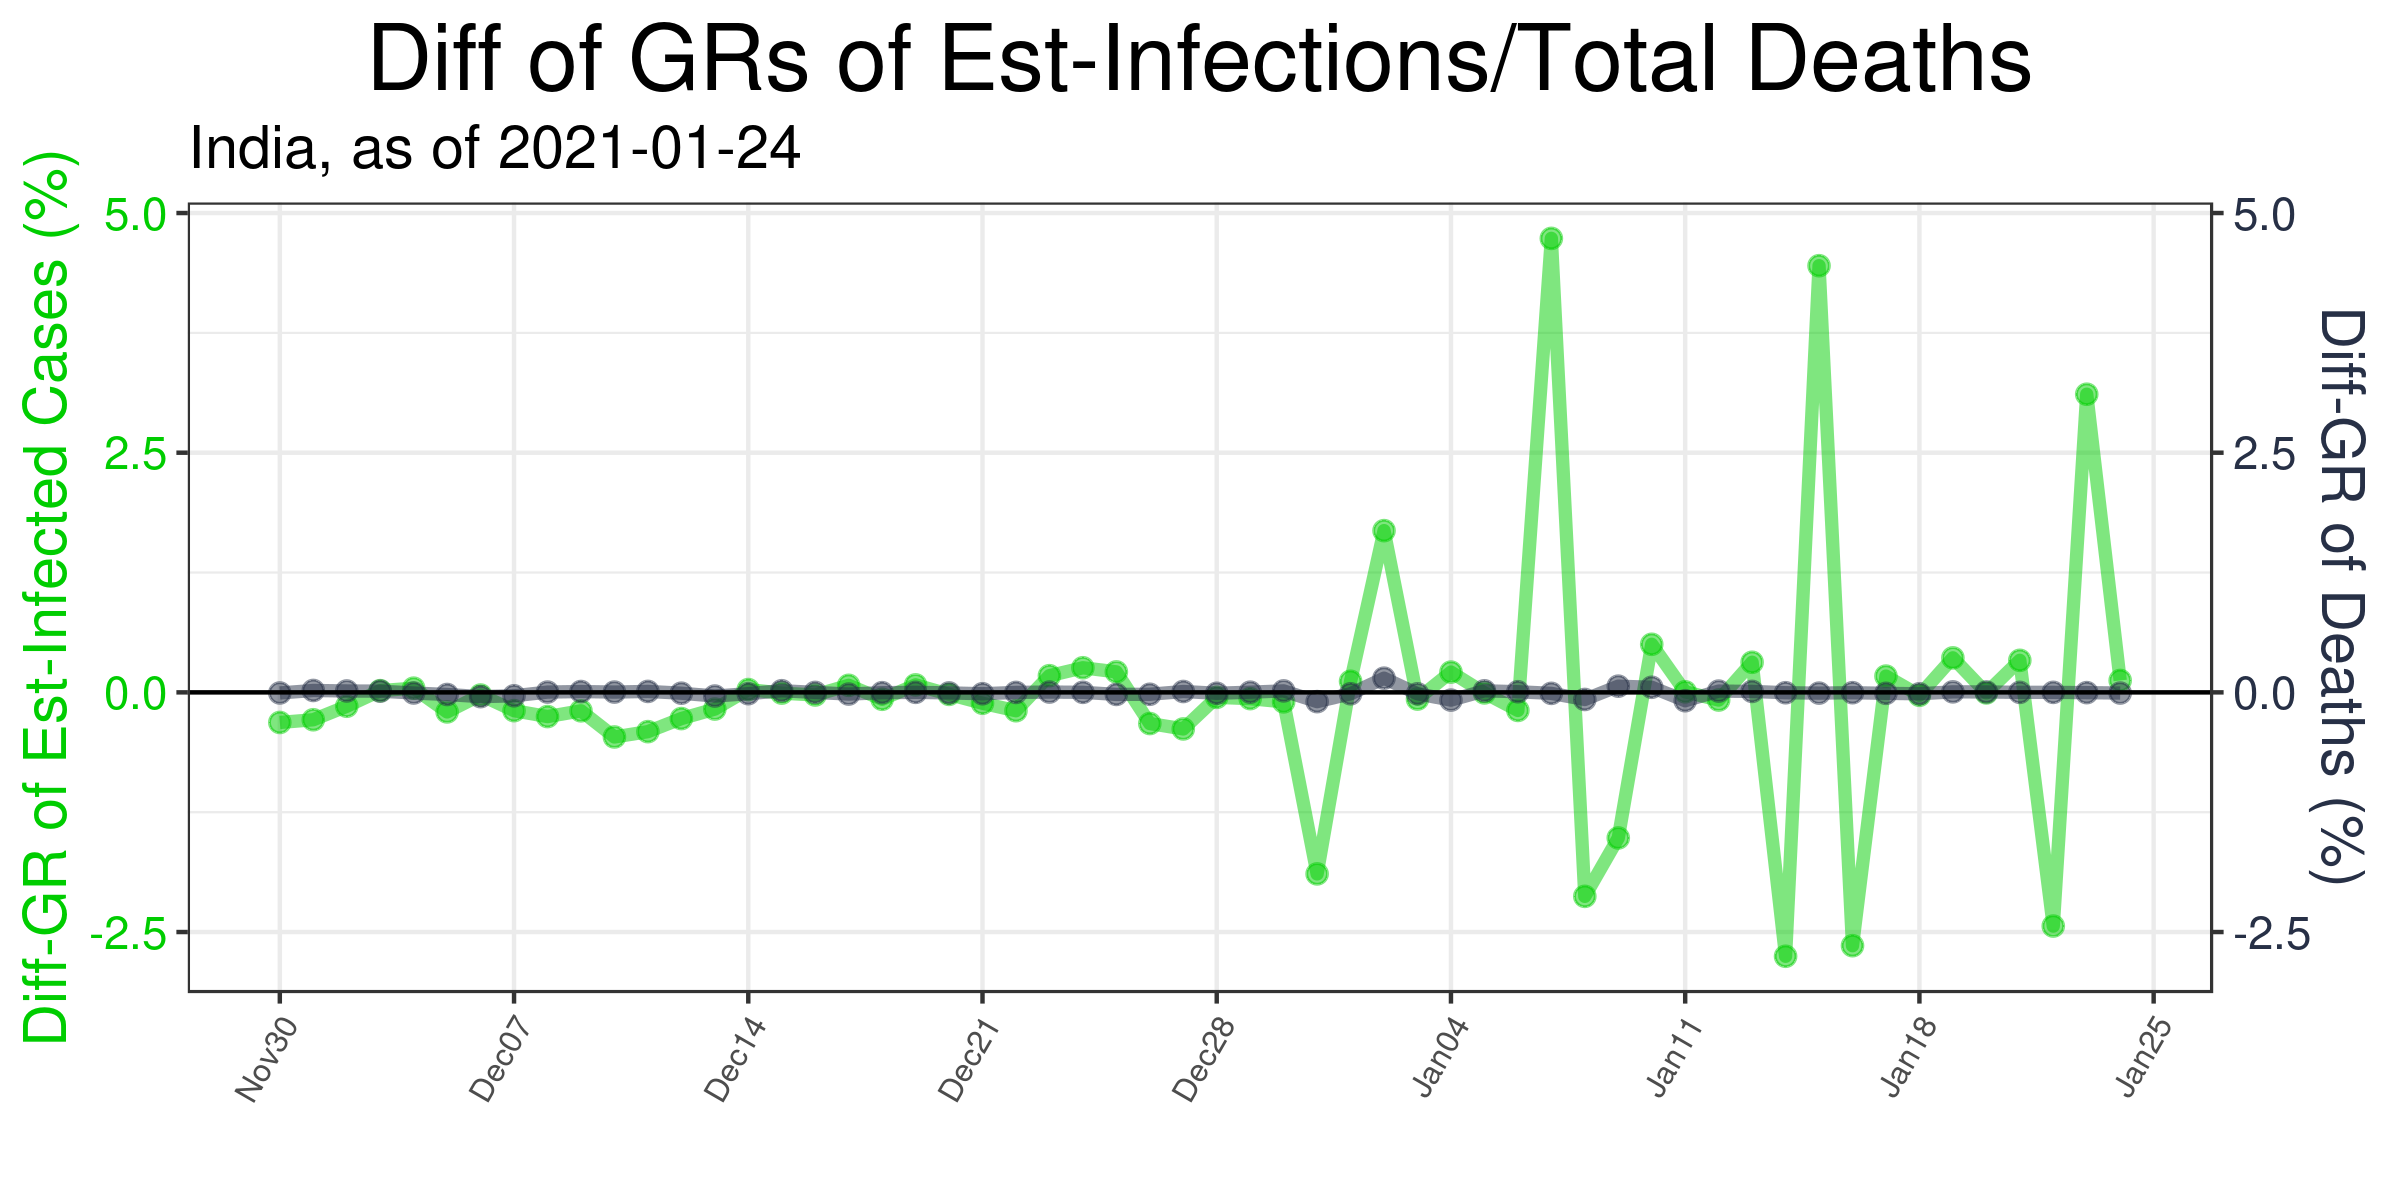 Diff of GRs of Est-Infections/Total Deaths
India, as of 2021-01-24
Diff-GR of Est-Infected Cases (%)
5.0
2.5
0.0
-2.5
5.0
2.5
0.0
-2.5
Diff-GR of Deaths (%)
Nov30 Dec07 Dec14 Dec21 Dec28 Jan04 Jan11 Jan18 Jan25